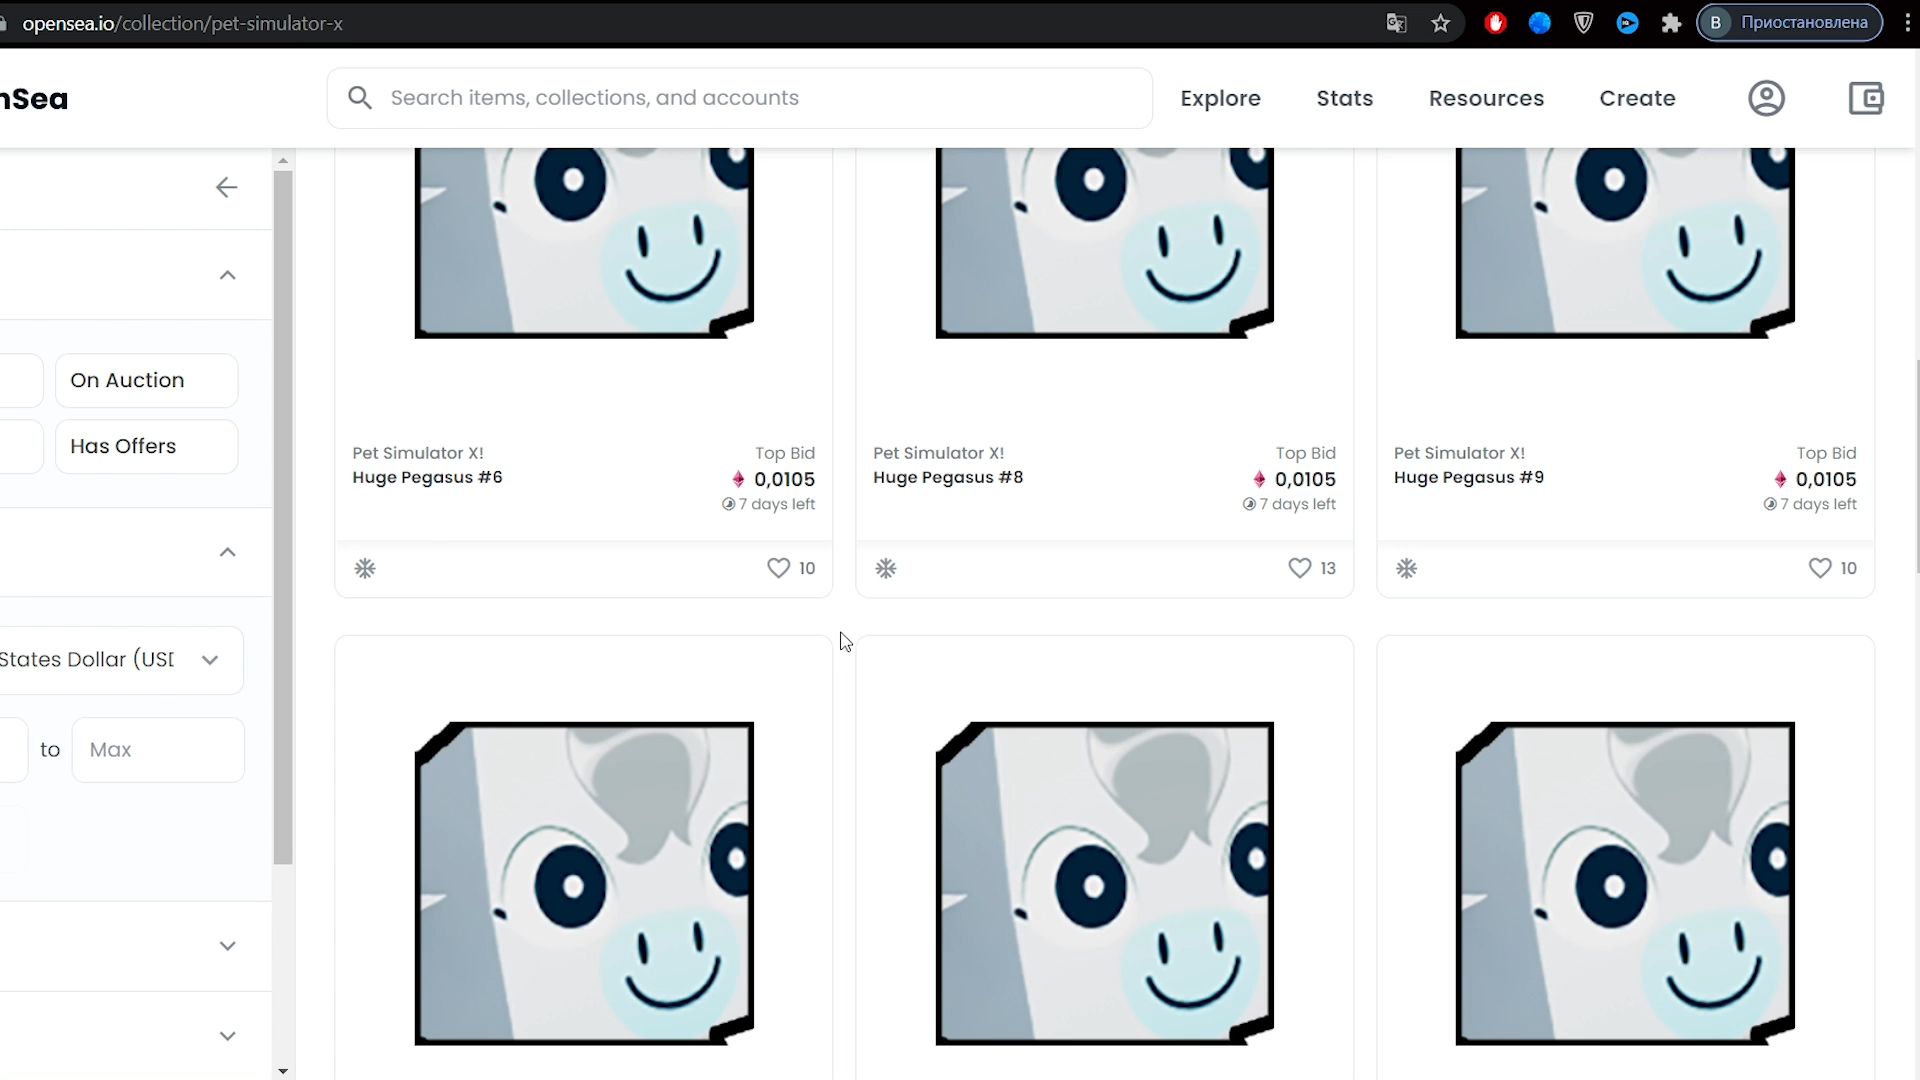 opensea.io/collection/pet-simulator-x
B Приостановлена
nSea
Search items, collections, and accounts
Explore
Stats
Resources
Create
On Auction
Has Offers
States Dollar (USD
to
Max
Pet Simulator X!
Top Bid
Huge Pegasus #6
0,0105
7 days left
10
Pet Simulator X!
Top Bid
Huge Pegasus #8
0,0105
7 days left
13
Pet Simulator X!
Top Bid
Huge Pegasus #9
0,0105
7 days left
10